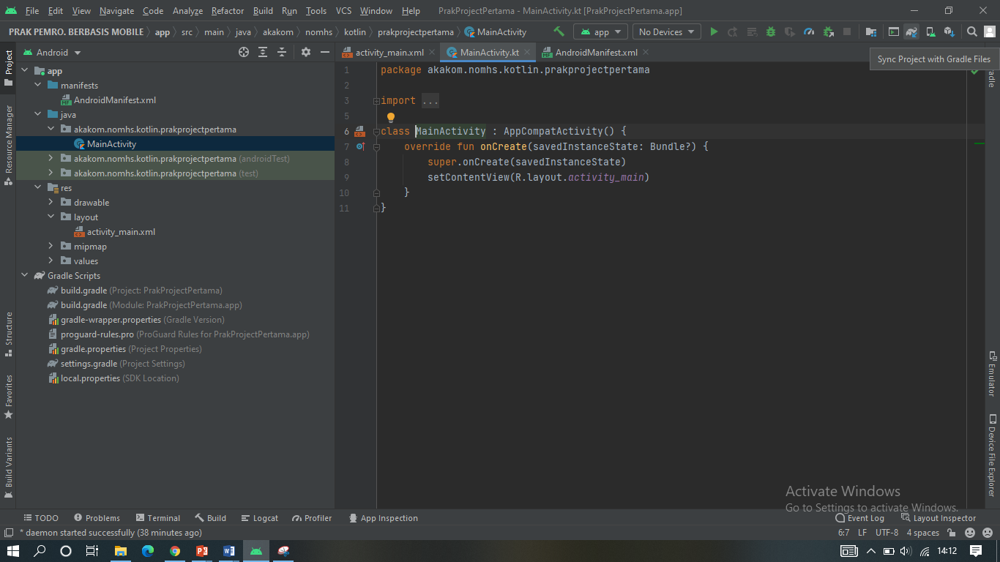 File Edit View Navigate Code Analyze Refactor Build Run Tools VCS Window Help PrakProjectPertama - MainActivity.kt [PrakProjectPertama.app]
PRAK PEMRO. BERBASIS MOBILE app src main java akakom nomhs kotlin prakprojectpertama MainActivity app No Devices
Android
activity_main.xml MainActivity.kt AndroidManifest.xml
Sync Project with Gradle Files
Project
Resource Manager
Structure
Favorites
Build Variants
app
manifests
AndroidManifest.xml
java
akakom.nomhs.kotlin.prakprojectpertama
MainActivity
akakom.nomhs.kotlin.prakprojectpertama (androidTest)
akakom.nomhs.kotlin.prakprojectpertama (test)
res
drawable
layout
activity_main.xml
mipmap
values
Gradle Scripts
build.gradle (Project: PrakProjectPertama)
build.gradle (Module: PrakProjectPertama.app)
gradle-wrapper.properties (Gradle Version)
proguard-rules.pro (ProGuard Rules for PrakProjectPertama.app)
gradle.properties (Project Properties)
settings.gradle (Project Settings)
local.properties (SDK Location)
1 package akakom.nomhs.kotlin.prakprojectpertama
2
3 import ...
5
6 class MainActivity : AppCompatActivity() {
7 override fun onCreate(savedInstanceState: Bundle?) {
8 super.onCreate(savedInstanceState)
9 setContentView(R.layout.activity_main)
10 }
11 }
Emulator
Device File Explorer
Activate Windows
Go to Settings to activate Windows.
TODO Problems Terminal Build Logcat Profiler App Inspection Event Log Layout Inspector
* daemon started successfully (38 minutes ago) 6:7 LF UTF-8 4 spaces
14:12